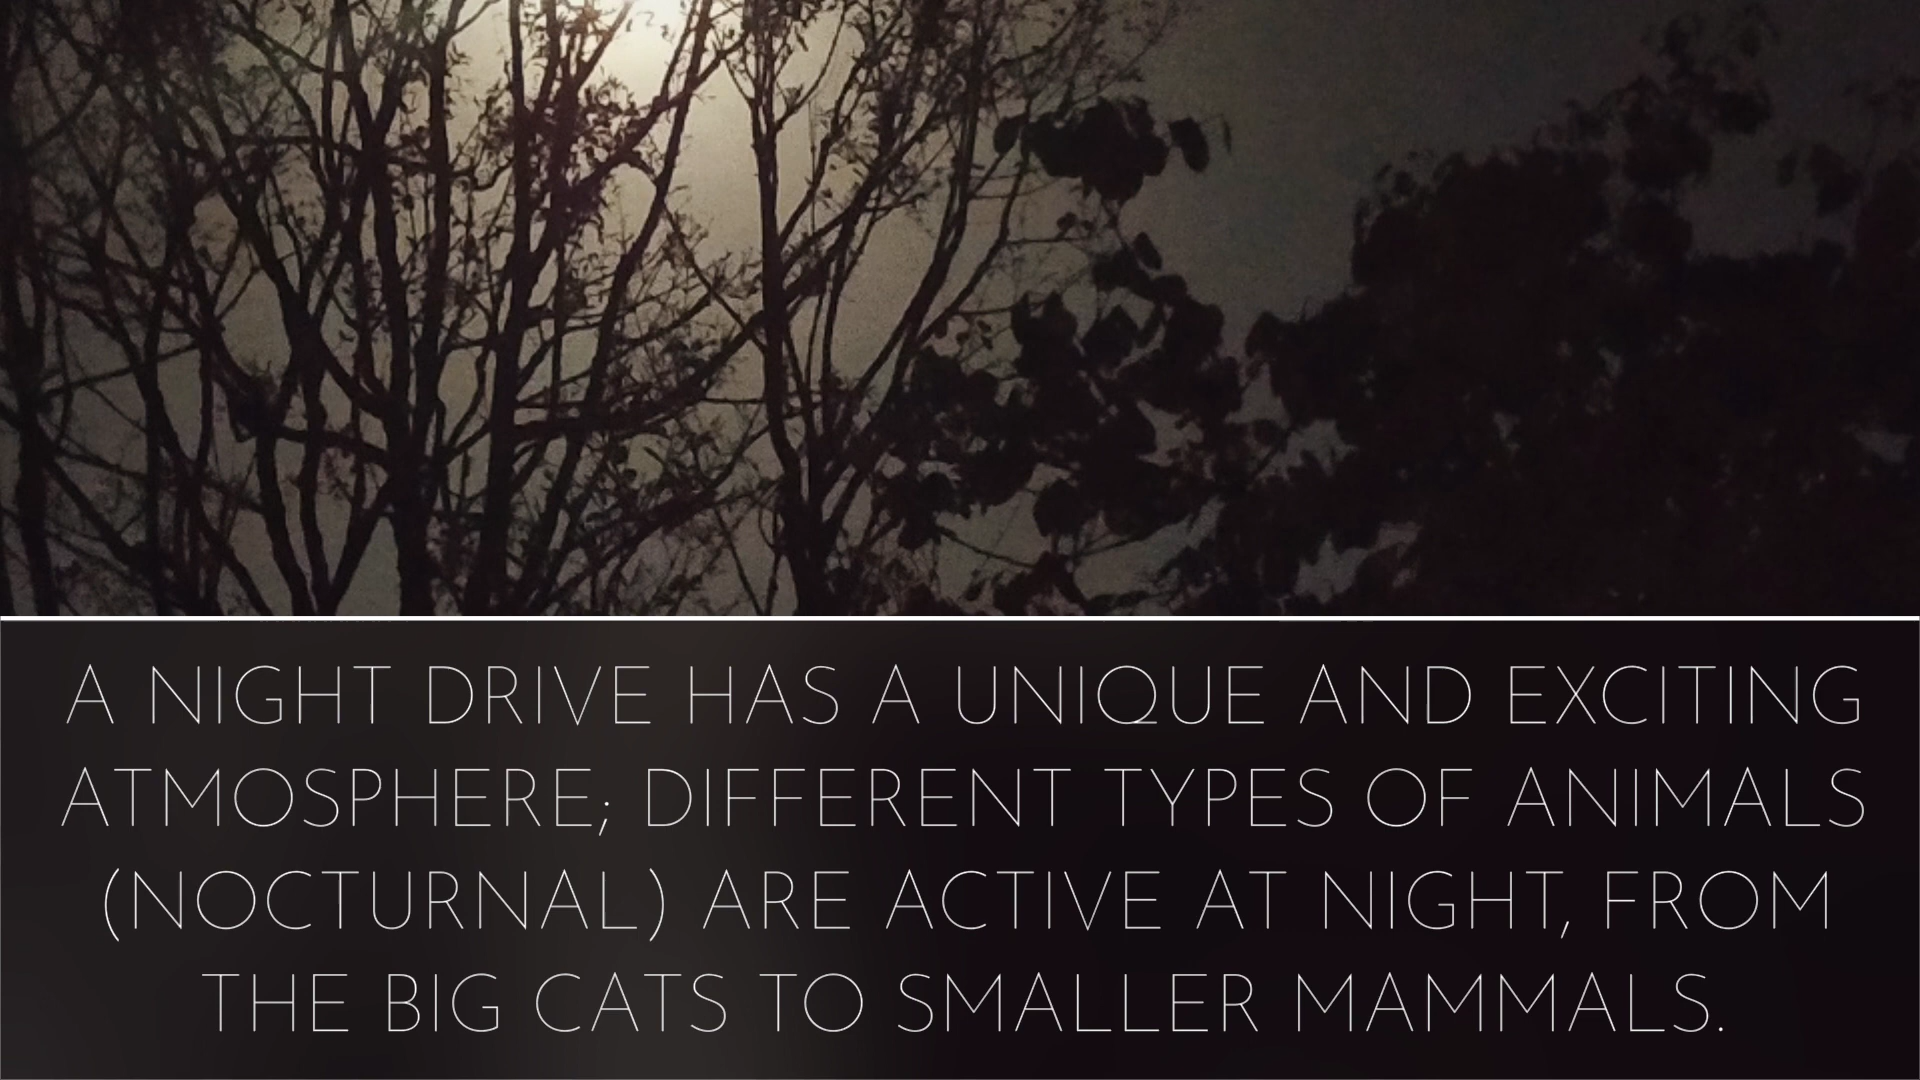 A NIGHT DRIVE HAS A UNIQUE AND EXCITING
ATMOSPHERE; DIFFERENT TYPES OF ANIMALS
(NOCTURNAL) ARE ACTIVE AT NIGHT, FROM
THE BIG CATS TO SMALLER MAMMALS.